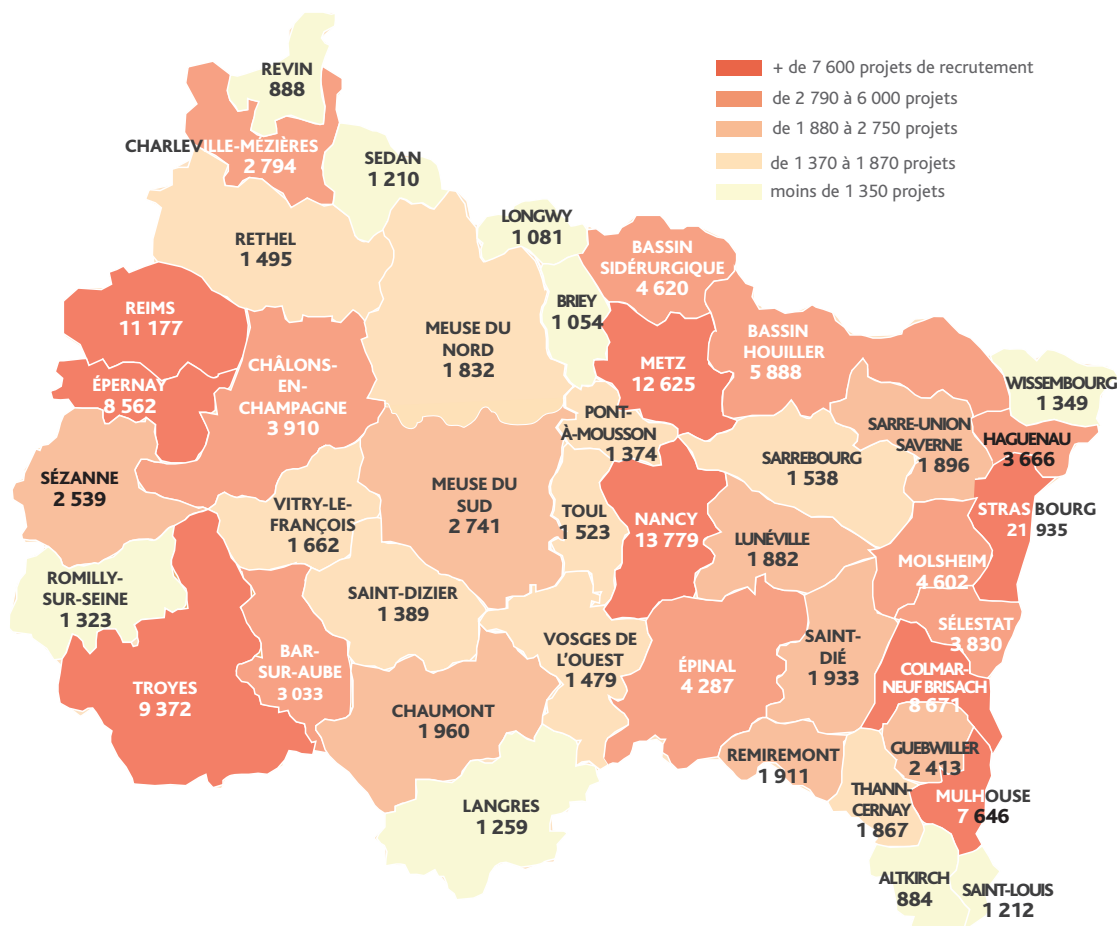 REVIN
888
+ de 7 600 projets de recrutement
de 2 790 à 6 000 projets
de 1 880 à 2 750 projets
de 1 370 à 1 870 projets
moins de 1 350 projets
CHARLEVILLE-MÉZIÈRES
2 794
SEDAN
1 210
LONGWY
1 081
RETHEL
1 495
BASSIN
SIDÉRURGIQUE
4 620
REIMS
11 177
BRIEY
1 054
MEUSE DU
NORD
1 832
BASSIN
HOUILLER
5 888
METZ
12 625
CHÂLONS-
EN-
CHAMPAGNE
3 910
ÉPERNAY
8 562
WISSEMBOURG
1 349
PONT-
À-MOUSSON
1 374
SARRE-UNION
SAVERNE
1 896
HAGUENAU
3 666
SARREBOURG
1 538
SÉZANNE
2 539
MEUSE DU
SUD
2 741
VITRY-LE-
FRANÇOIS
1 662
TOUL
1 523
NANCY
13 779
STRASBOURG
21 935
LUNÉVILLE
1 882
MOLSHEIM
4 602
ROMILLY-
SUR-SEINE
1 323
SAINT-DIZIER
1 389
SÉLESTAT
3 830
VOSGES DE
L'OUEST
1 479
SAINT-
DIÉ
1 933
BAR-
SUR-AUBE
3 033
ÉPINAL
4 287
COLMAR-
NEUF BRISACH
8 671
TROYES
9 372
CHAUMONT
1 960
GUEBWILLER
2 413
REMIREMONT
1 911
THANN-
CERNAY
1 867
MULHOUSE
7 646
LANGRES
1 259
ALTKIRCH
884
SAINT-LOUIS
1 212